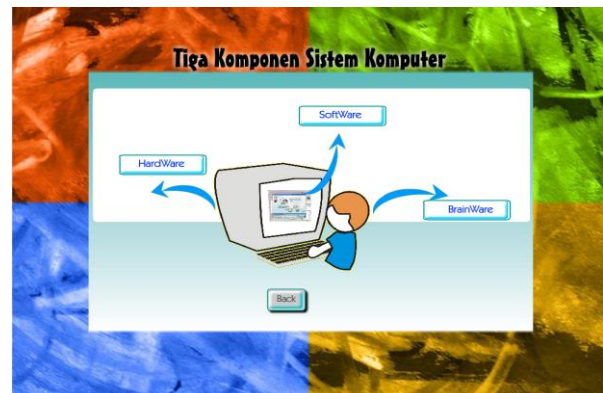 Tiga Komponen Sistem Komputer
SoftWare
HardWare
BrainWare
Back